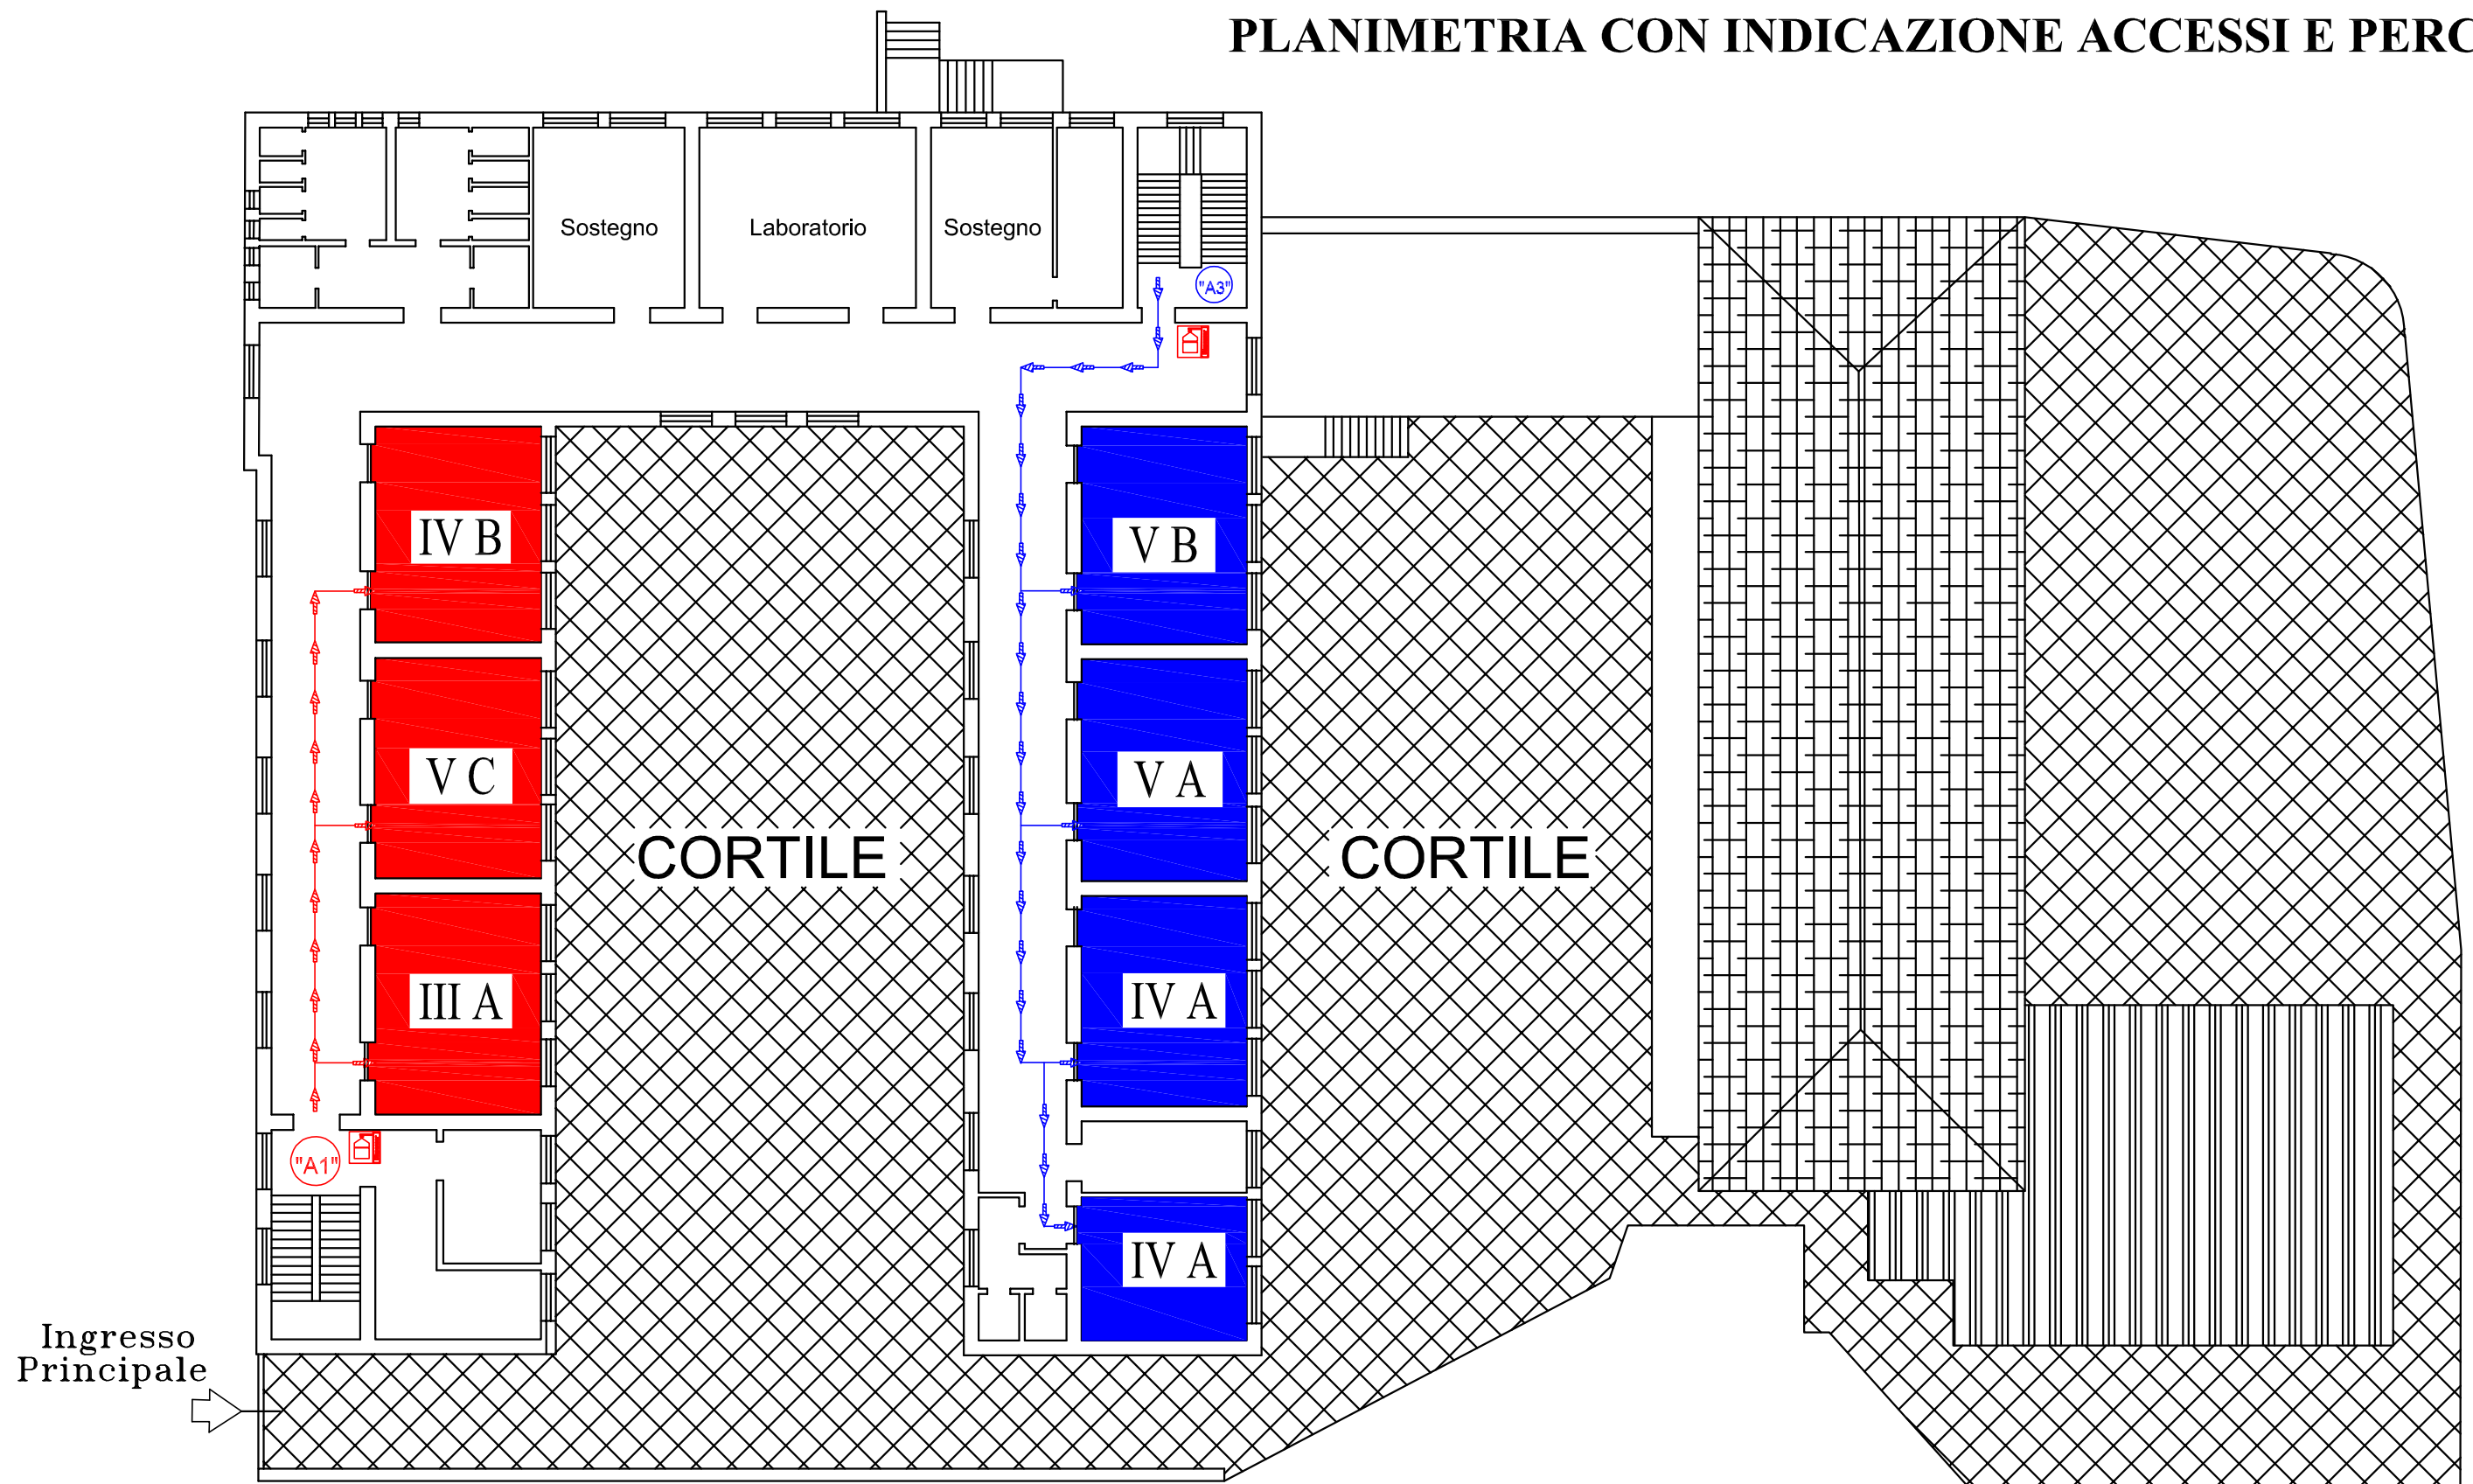 PLANIMETRIA CON INDICAZIONE ACCESSI E PERC
Sostegno
Laboratorio
Sostegno
"A3"
IV B
V B
V C
V A
CORTILE
CORTILE
III A
IV A
"A1"
IV A
Ingresso
Principale